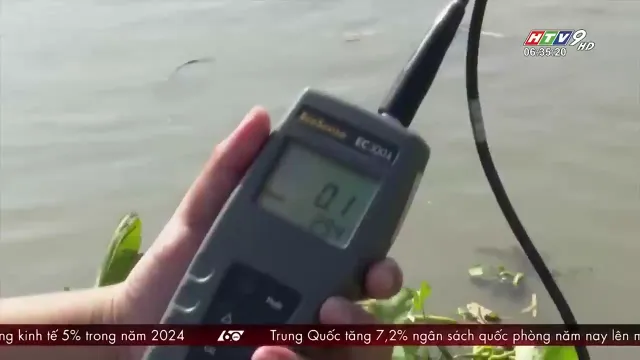 HTV9 HD
06:35:20
EC300A
0.1
ng kinh tế 5% trong năm 2024
60
Trung Quốc tăng 7,2% ngân sách quốc phòng năm nay lên m